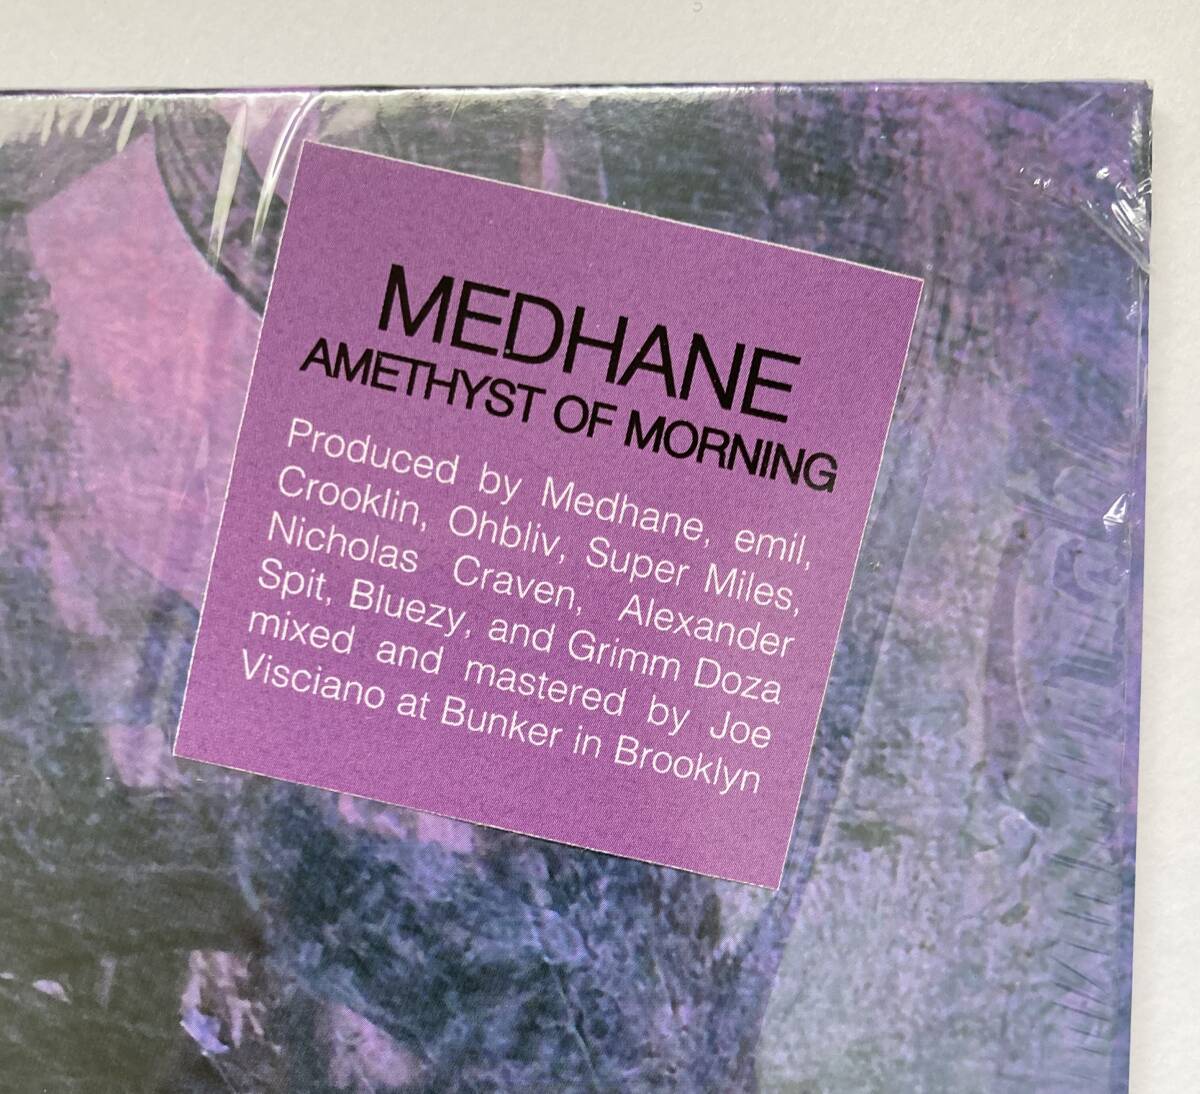 MEDHANE
AMETHYST OF MORNING
Produced by Medhane, emil,
Crooklin, Ohbliv, Super Miles,
Nicholas Craven, Alexander
Spit, Bluezy, and Grimm Doza
mixed and mastered by Joe
Visciano at Bunker in Brooklyn